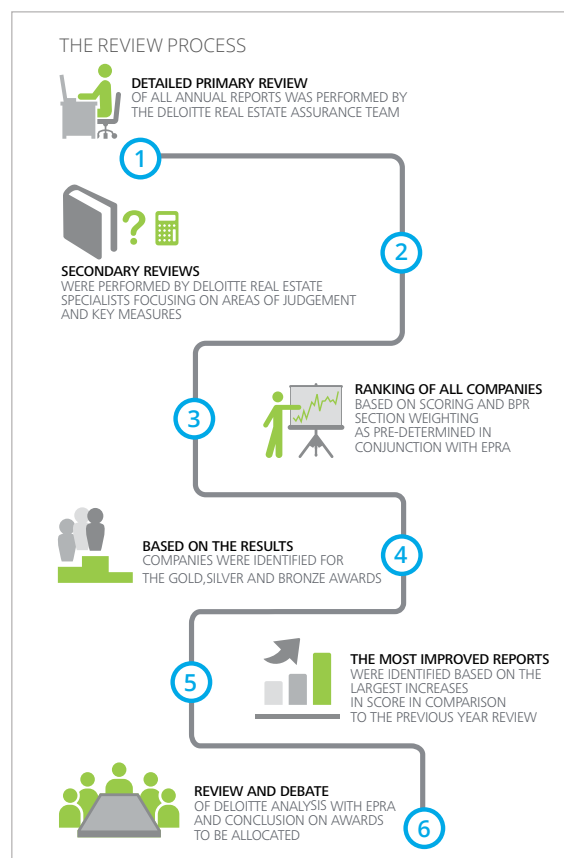 THE REVIEW PROCESS
DETAILED PRIMARY REVIEW
OF ALL ANNUAL REPORTS WAS PERFORMED BY
THE DELOITTE REAL ESTATE ASSURANCE TEAM
1
?
2
SECONDARY REVIEWS
WERE PERFORMED BY DELOITTE REAL ESTATE
SPECIALISTS FOCUSING ON AREAS OF JUDGEMENT
AND KEY MEASURES
3
RANKING OF ALL COMPANIES
BASED ON SCORING AND BPR
SECTION WEIGHTING
AS PRE-DETERMINED IN
CONJUNCTION WITH EPRA
BASED ON THE RESULTS
COMPANIES WERE IDENTIFIED FOR
THE GOLD,SILVER AND BRONZE AWARDS
4
5
THE MOST IMPROVED REPORTS
WERE IDENTIFIED BASED ON THE
LARGEST INCREASES
IN SCORE IN COMPARISON
TO THE PREVIOUS YEAR REVIEW
REVIEW AND DEBATE
OF DELOITTE ANALYSIS WITH EPRA
AND CONCLUSION ON AWARDS
TO BE ALLOCATED
6